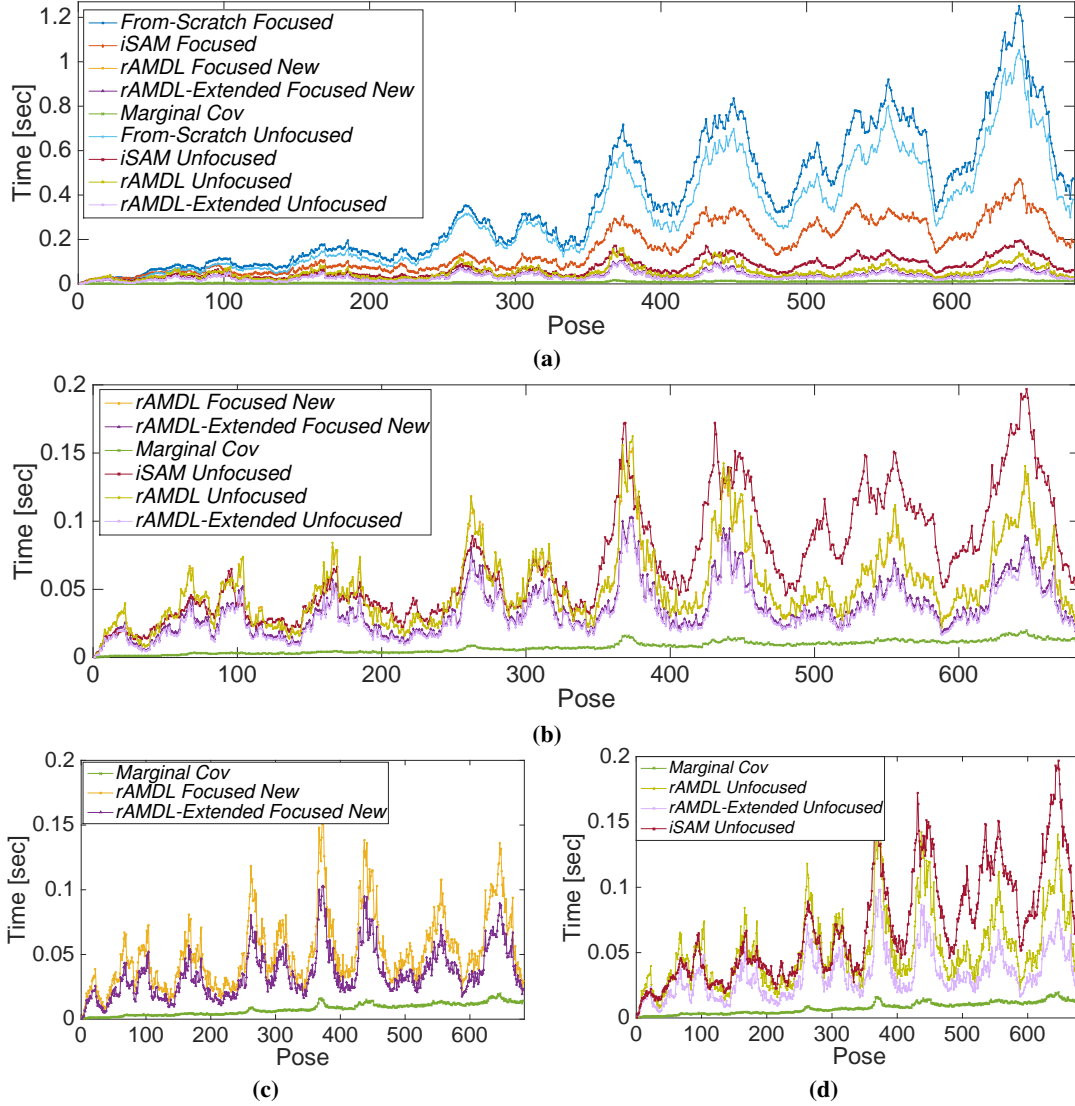 1.2
1
0.8
0.6
0.4
0.2
0
Time [sec]
From-Scratch Focused
iSAM Focused
rAMDL Focused New
rAMDL-Extended Focused New
Marginal Cov
From-Scratch Unfocused
iSAM Unfocused
rAMDL Unfocused
rAMDL-Extended Unfocused
0 100 200 300 400 500 600
Pose
(a)
0.2
0.15
0.1
0.05
0
Time [sec]
rAMDL Focused New
rAMDL-Extended Focused New
Marginal Cov
iSAM Unfocused
rAMDL Unfocused
rAMDL-Extended Unfocused
0 100 200 300 400 500 600
Pose
(b)
0.2
0.15
0.1
0.05
0
Time [sec]
Marginal Cov
rAMDL Focused New
rAMDL-Extended Focused New
0 100 200 300 400 500 600
Pose
(c)
0.2
0.15
0.1
0.05
0
Time [sec]
Marginal Cov
rAMDL Unfocused
rAMDL-Extended Unfocused
iSAM Unfocused
0 100 200 300 400 500 600
Pose
(d)